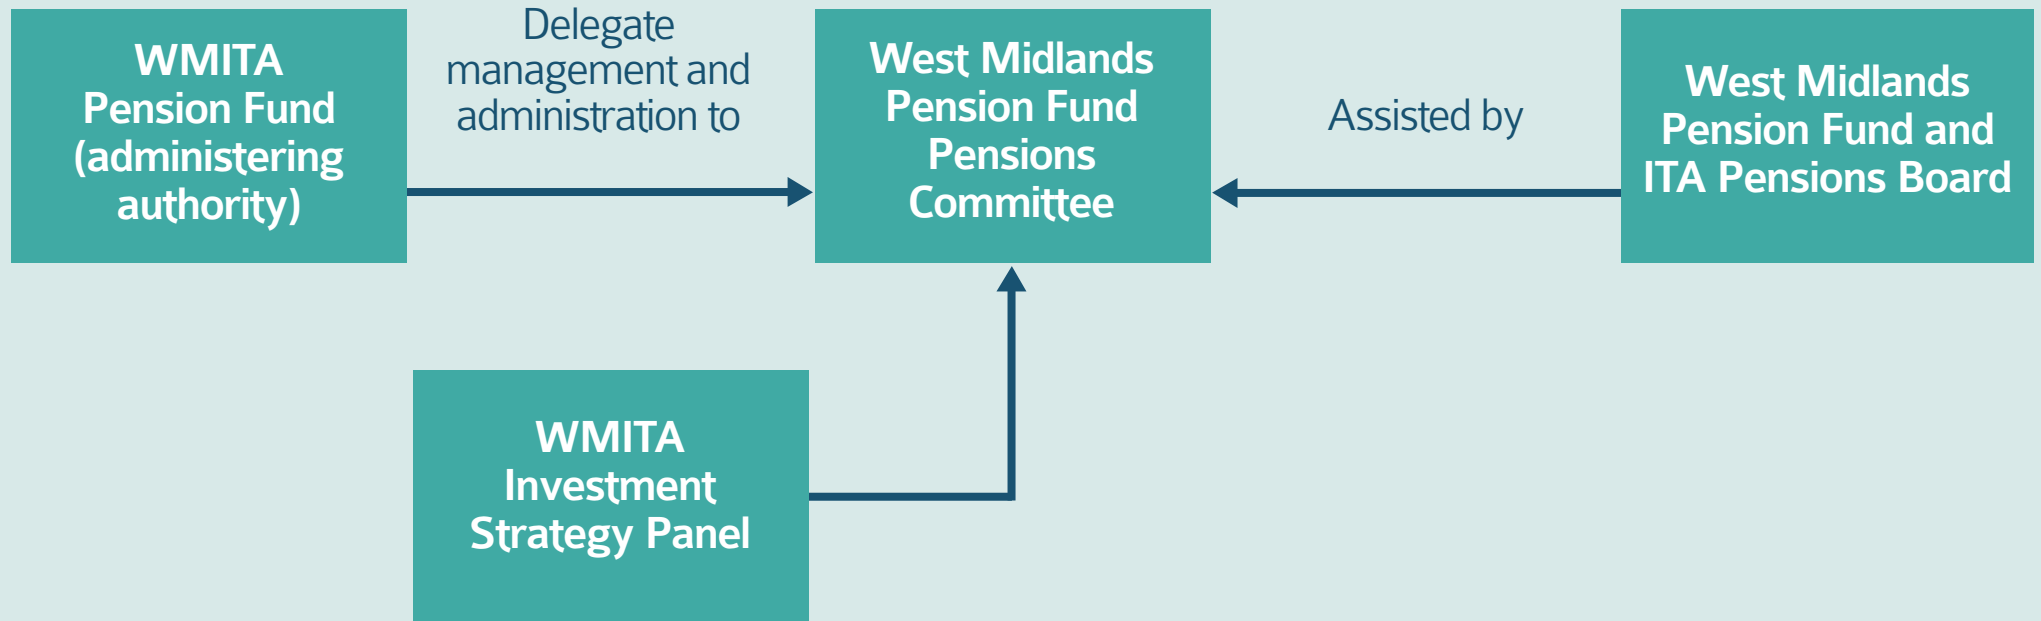 WMITA
Pension Fund
(administering
authority)
Delegate
management and
administration to
West Midlands
Pension Fund
Pensions
Committee
Assisted by
West Midlands
Pension Fund and
ITA Pensions Board
WMITA
Investment
Strategy Panel